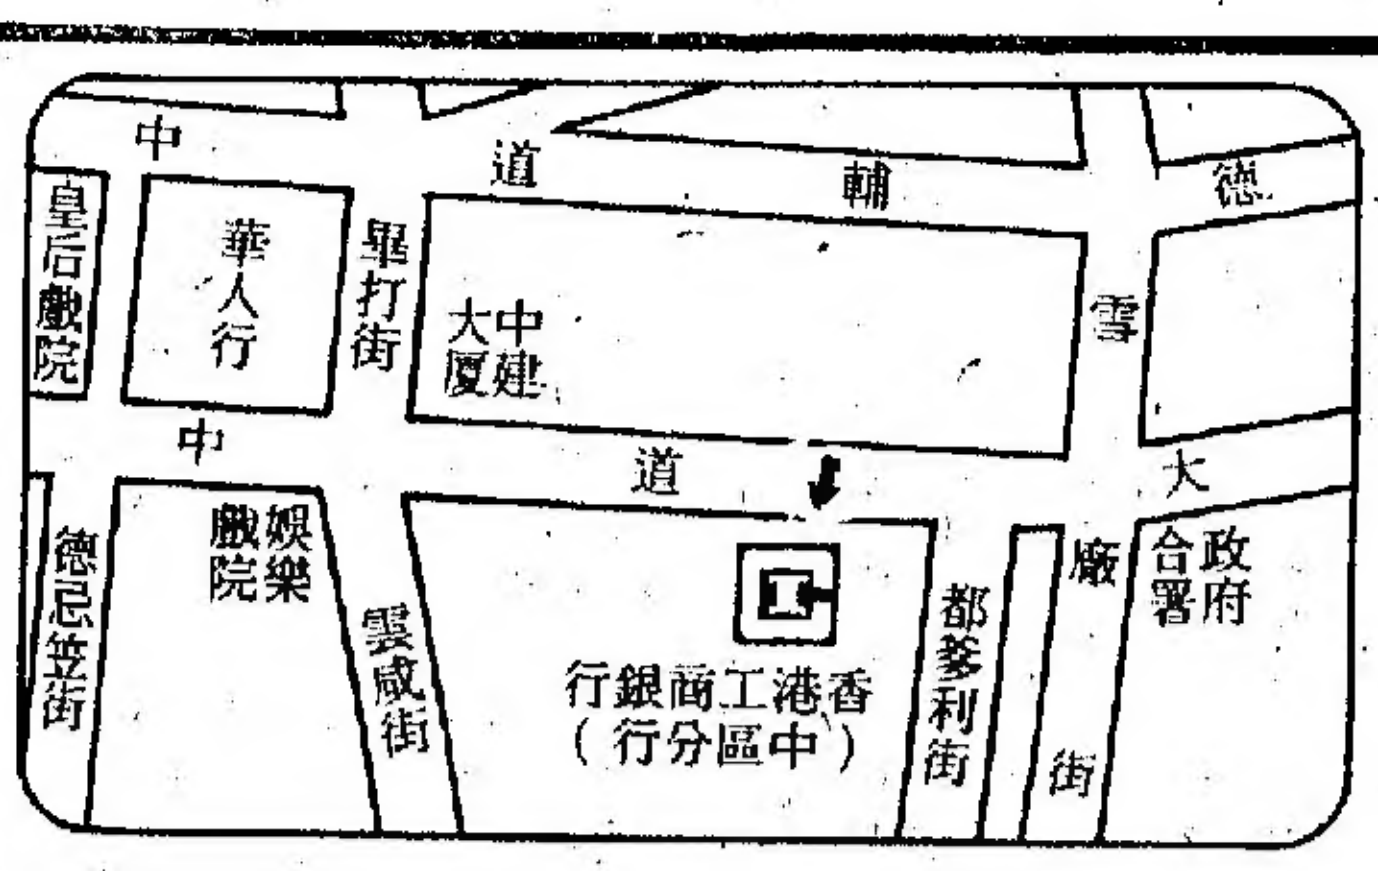 德輔道中
皇后戲院
華人行
畢打街
中建
大厦
雪廠街
大道中
德忌笠街
娛樂
戲院
雲咸街
香港工商銀行
(中區分行)
都爹利街
政府
合署